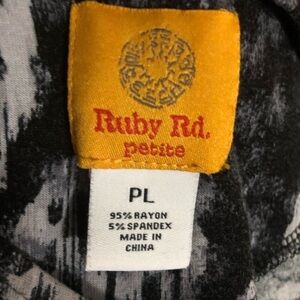 Ruby Rd.
petite
PL
95% RAYON
5% SPANDEX
MADE IN
CHINA